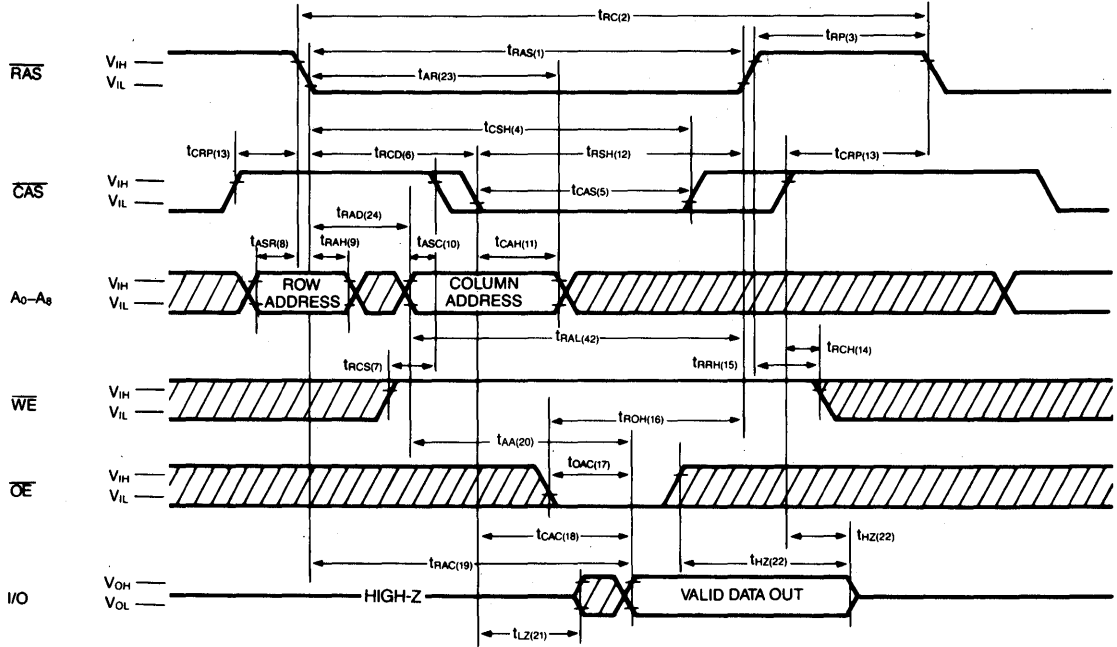 tRC(2)
tRP(3)
tRAS(1)
tAR(23)
RAS
VIH
VIL
tCSH(4)
tCRP(13)
tRCD(6)
tRSH(12)
tCRP(13)
CAS
VIH
VIL
tCAS(5)
tRAD(24)
tASR(8)
tRAH(9)
tASC(10)
tCAH(11)
A0–A8
VIH
VIL
ROW
ADDRESS
COLUMN
ADDRESS
tRAL(42)
tRCH(14)
tRCS(7)
tRRH(15)
WE
VIH
VIL
tROH(16)
tAA(20)
tOAC(17)
OE
VIH
VIL
tCAC(18)
tHZ(22)
tRAC(19)
tHZ(22)
I/O
VOH
VOL
HIGH-Z
VALID DATA OUT
tLZ(21)